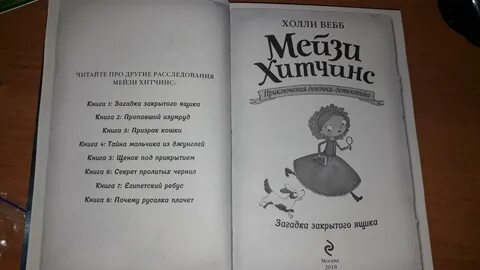 ЧИТАЙТЕ ПРО ДРУГИЕ РАССЛЕДОВАНИЯ
МЕЙЗИ ХИТЧИНС:
Книга 1: Загадка закрытого ящика
Книга 2: Пропавший изумруд
Книга 3: Призрак кошки
Книга 4: Тайна мальчика из джунглей
Книга 5: Щенок под прикрытием
Книга 6: Секрет пролитых чернил
Книга 7: Египетский ребус
Книга 8: Почему русалка плачет
ХОЛЛИ ВЕББ
Мейзи
Хитчинс
Приключения девочки-детектива
Загадка закрытого ящика
Москва
2018